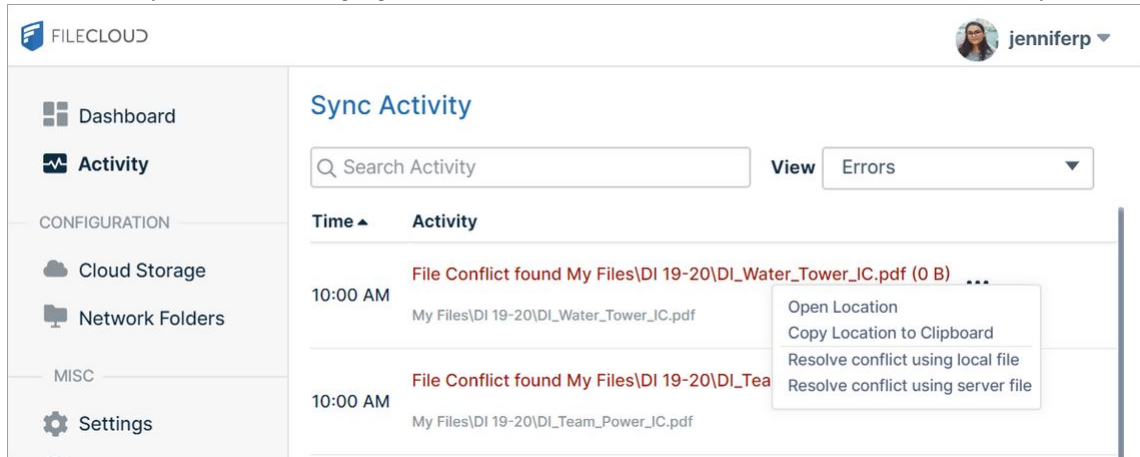 FILECLOUD
jenniferp
Dashboard
Activity
CONFIGURATION
Cloud Storage
Network Folders
MISC
Settings
Sync Activity
Search Activity
View Errors
Time Activity
10:00 AM
File Conflict found My Files\DI 19-20\DI_Water_Tower_IC.pdf (0 B)
My Files\DI 19-20\DI_Water_Tower_IC.pdf
Open Location
Copy Location to Clipboard
Resolve conflict using local file
Resolve conflict using server file
10:00 AM
File Conflict found My Files\DI 19-20\DI_Tea
My Files\DI 19-20\DI_Team_Power_IC.pdf